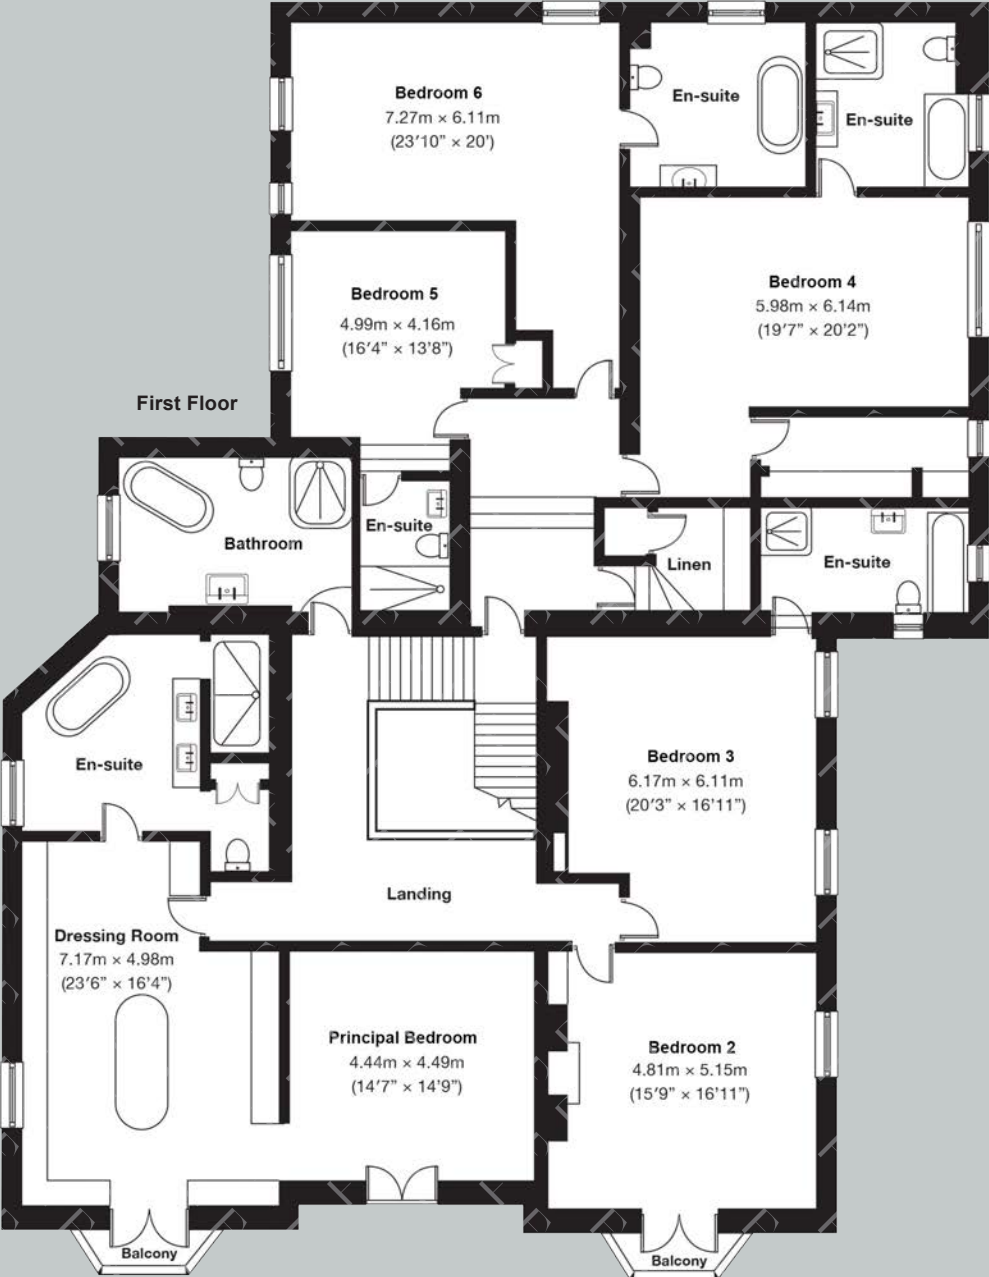 Bedroom 6
7.27m × 6.11m
(23′10” × 20’)
En-suite
En-suite
Bedroom 4
5.98m × 6.14m
(19’7” × 20’2”)
Bedroom 5
4.99m × 4.16m
(16’4” × 13’8”)
First Floor
Bathroom
En-suite
Linen
En-suite
En-suite
Bedroom 3
6.17m × 6.11m
(20′3” × 16’11”)
Landing
Dressing Room
7.17m × 4.98m
(23′6” × 16’4”)
Principal Bedroom
4.44m × 4.49m
(14’7” × 14’9”)
Bedroom 2
4.81m × 5.15m
(15’9” × 16’11”)
Balcony
Balcony